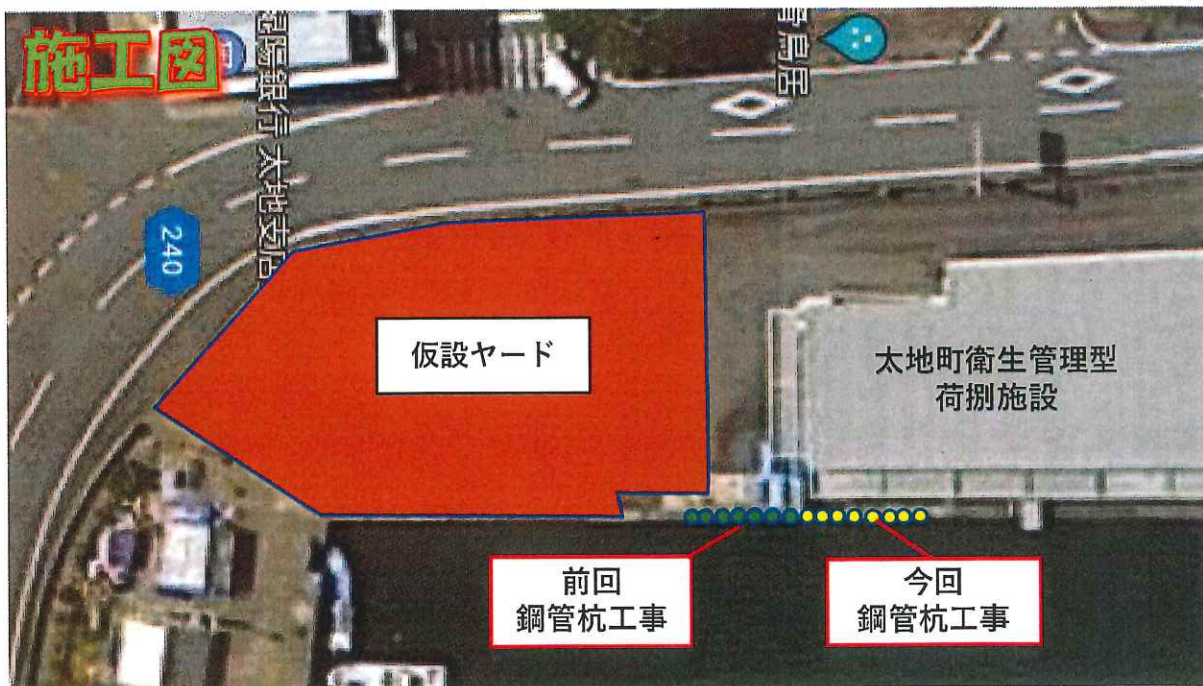 施工図
銀行 太地支店
鳥居
240
仮設ヤード
太地町衛生管理型
荷捌施設
前回
鋼管杭工事
今回
鋼管杭工事